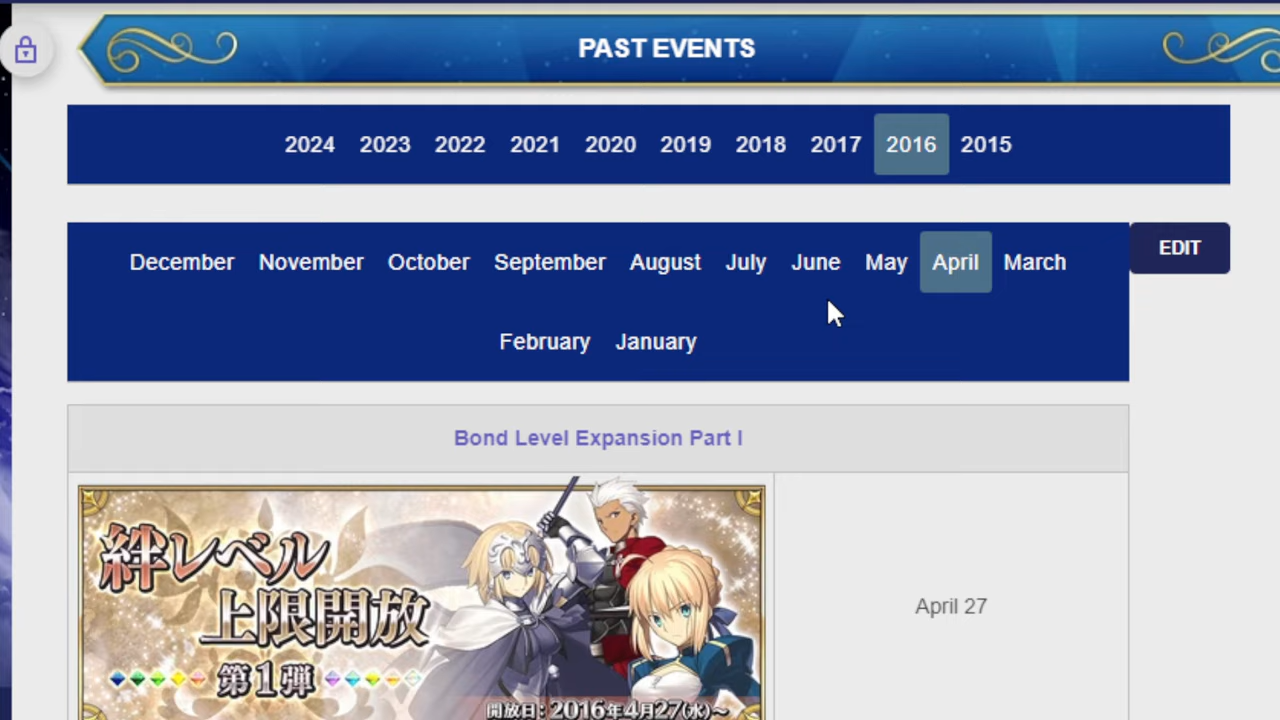 PAST EVENTS
2024 2023 2022 2021 2020 2019 2018 2017 2016 2015
December November October September August July June May April March
February January
EDIT
Bond Level Expansion Part I
絆レベル
上限開放
第1弾
開放日：2016年4月27(水)～
April 27